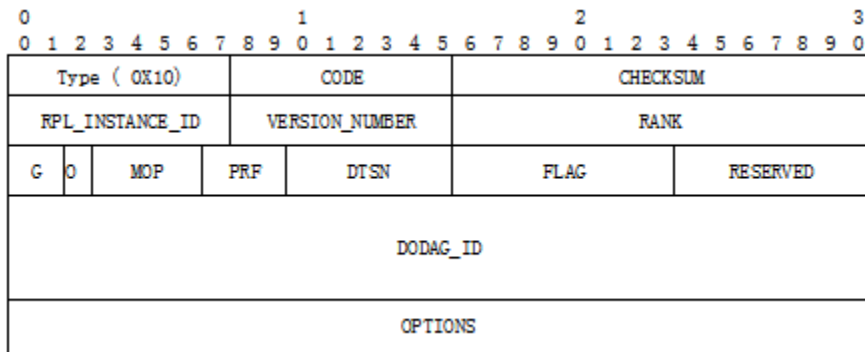 0 1 2 3
0 1 2 3 4 5 6 7 8 9 0 1 2 3 4 5 6 7 8 9 0 1 2 3 4 5 6 7 8 9 0
Type ( 0X10) CODE CHECKSUM
RPL_INSTANCE_ID VERSION_NUMBER RANK
G O MOP PRF DTSN FLAG RESERVED
DODAG_ID
OPTIONS